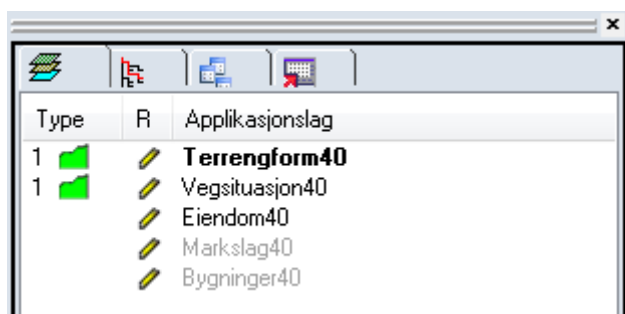 Type R Applikasjonslag
1 Terrengform40
1 Vegsituasjon40
Eiendom40
Markslag40
Bygninger40